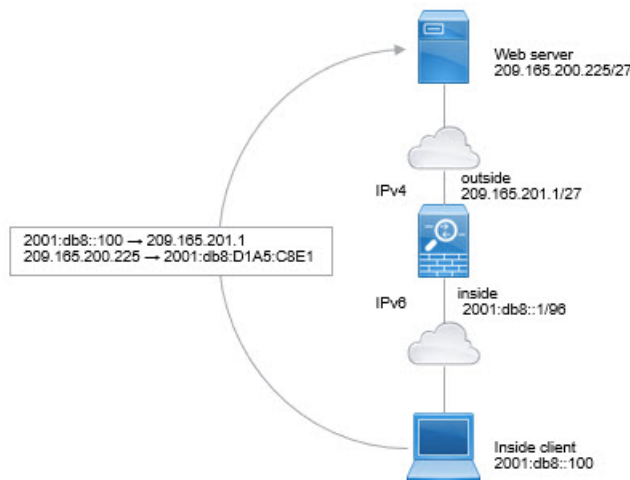 Web server
209.165.200.225/27
outside
209.165.201.1/27
IPv4
2001:db8::100 → 209.165.201.1
209.165.200.225 → 2001:db8:D1A5:C8E1
IPv6
inside
2001:db8::1/96
Inside client
2001:db8::100